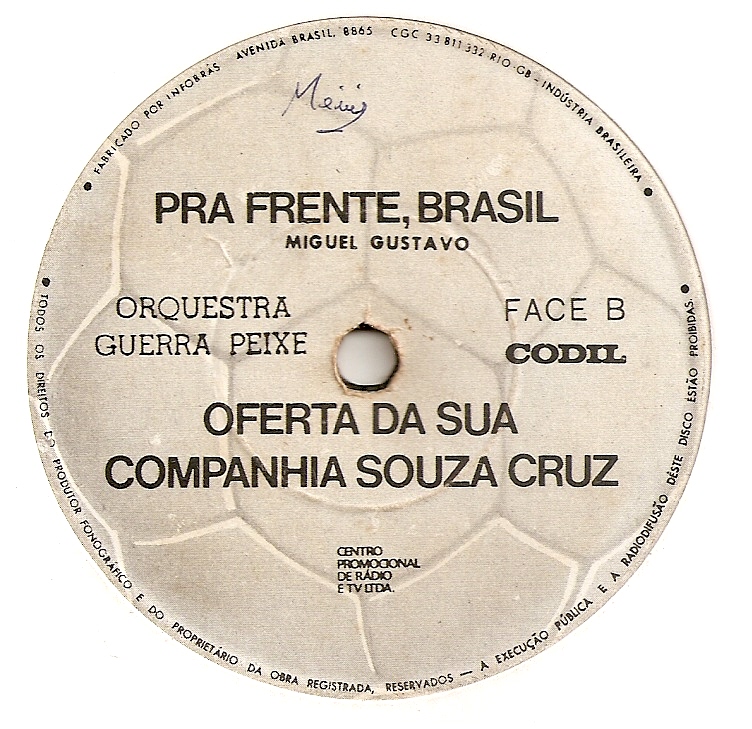 FABRICADO POR INFOBRÁS AVENIDA BRASIL, 8865 CGC 33 811 332 RIO-GB - INDÚSTRIA BRASILEIRA
PRA FRENTE, BRASIL
MIGUEL GUSTAVO
ORQUESTRA
GUERRA PEIXE
FACE B
CODIL
OFERTA DA SUA
COMPANHIA SOUZA CRUZ
CENTRO
PROMOCIONAL
DE RÁDIO
E TV LTDA.
TODOS OS DIREITOS DO PRODUTOR FONOGRÁFICO E DO PROPRIETÁRIO DA OBRA REGISTRADA, RESERVADOS — A EXECUÇÃO PÚBLICA E A RADIODIFUSÃO DÊSTE DISCO ESTÃO PROIBIDAS.